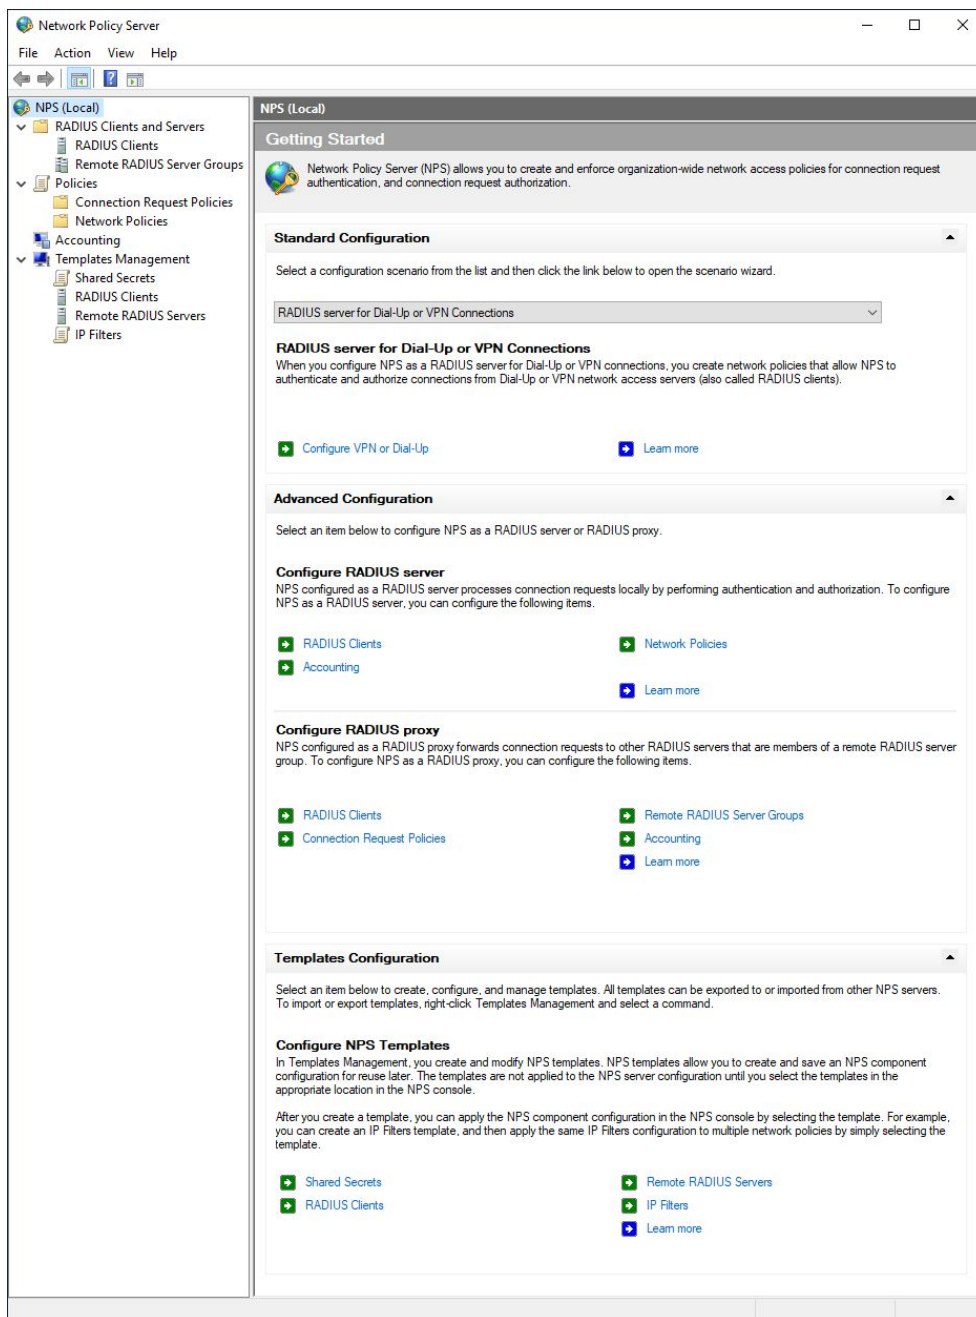 Network Policy Server
File Action View Help
NPS (Local)
RADIUS Clients and Servers
RADIUS Clients
Remote RADIUS Server Groups
Policies
Connection Request Policies
Network Policies
Accounting
Templates Management
Shared Secrets
RADIUS Clients
Remote RADIUS Servers
IP Filters
NPS (Local)
Getting Started
Network Policy Server (NPS) allows you to create and enforce organization-wide network access policies for connection request
authentication, and connection request authorization.
Standard Configuration
Select a configuration scenario from the list and then click the link below to open the scenario wizard.
RADIUS server for Dial-Up or VPN Connections
RADIUS server for Dial-Up or VPN Connections
When you configure NPS as a RADIUS server for Dial-Up or VPN connections, you create network policies that allow NPS to
authenticate and authorize connections from Dial-Up or VPN network access servers (also called RADIUS clients).
Configure VPN or Dial-Up Learn more
Advanced Configuration
Select an item below to configure NPS as a RADIUS server or RADIUS proxy.
Configure RADIUS server
NPS configured as a RADIUS server processes connection requests locally by performing authentication and authorization. To configure
NPS as a RADIUS server, you can configure the following items.
RADIUS Clients Network Policies
Accounting
Learn more
Configure RADIUS proxy
NPS configured as a RADIUS proxy forwards connection requests to other RADIUS servers that are members of a remote RADIUS server
group. To configure NPS as a RADIUS proxy, you can configure the following items.
RADIUS Clients Remote RADIUS Server Groups
Connection Request Policies Accounting
Learn more
Templates Configuration
Select an item below to create, configure, and manage templates. All templates can be exported to or imported from other NPS servers.
To import or export templates, right-click Templates Management and select a command.
Configure NPS Templates
In Templates Management, you create and modify NPS templates. NPS templates allow you to create and save an NPS component
configuration for reuse later. The templates are not applied to the NPS server configuration until you select the templates in the
appropriate location in the NPS console.
After you create a template, you can apply the NPS component configuration in the NPS console by selecting the template. For example,
you can create an IP Filters template, and then apply the same IP Filters configuration to multiple network policies by simply selecting the
template.
Shared Secrets Remote RADIUS Servers
RADIUS Clients IP Filters
Learn more